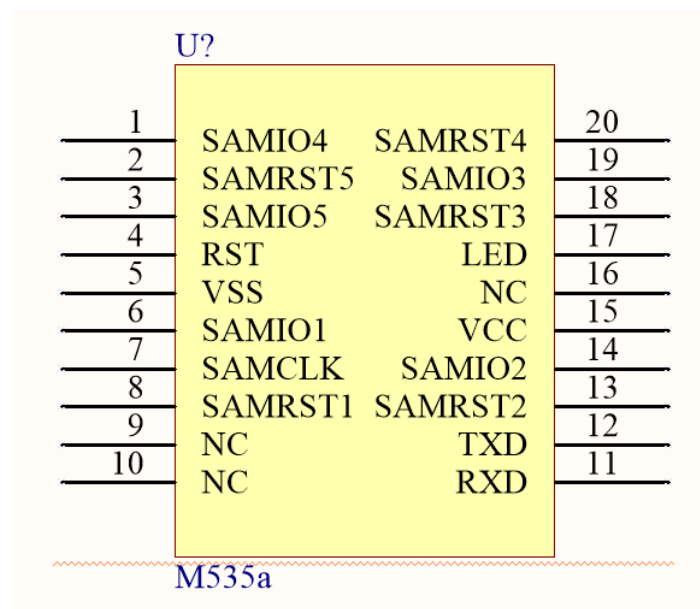 U?
1 SAMIO4 SAMRST4 20
2 SAMRST5 SAMIO3 19
3 SAMIO5 SAMRST3 18
4 RST LED 17
5 VSS NC 16
6 SAMIO1 VCC 15
7 SAMCLK SAMIO2 14
8 SAMRST1 SAMRST2 13
9 NC TXD 12
10 NC RXD 11
M535a